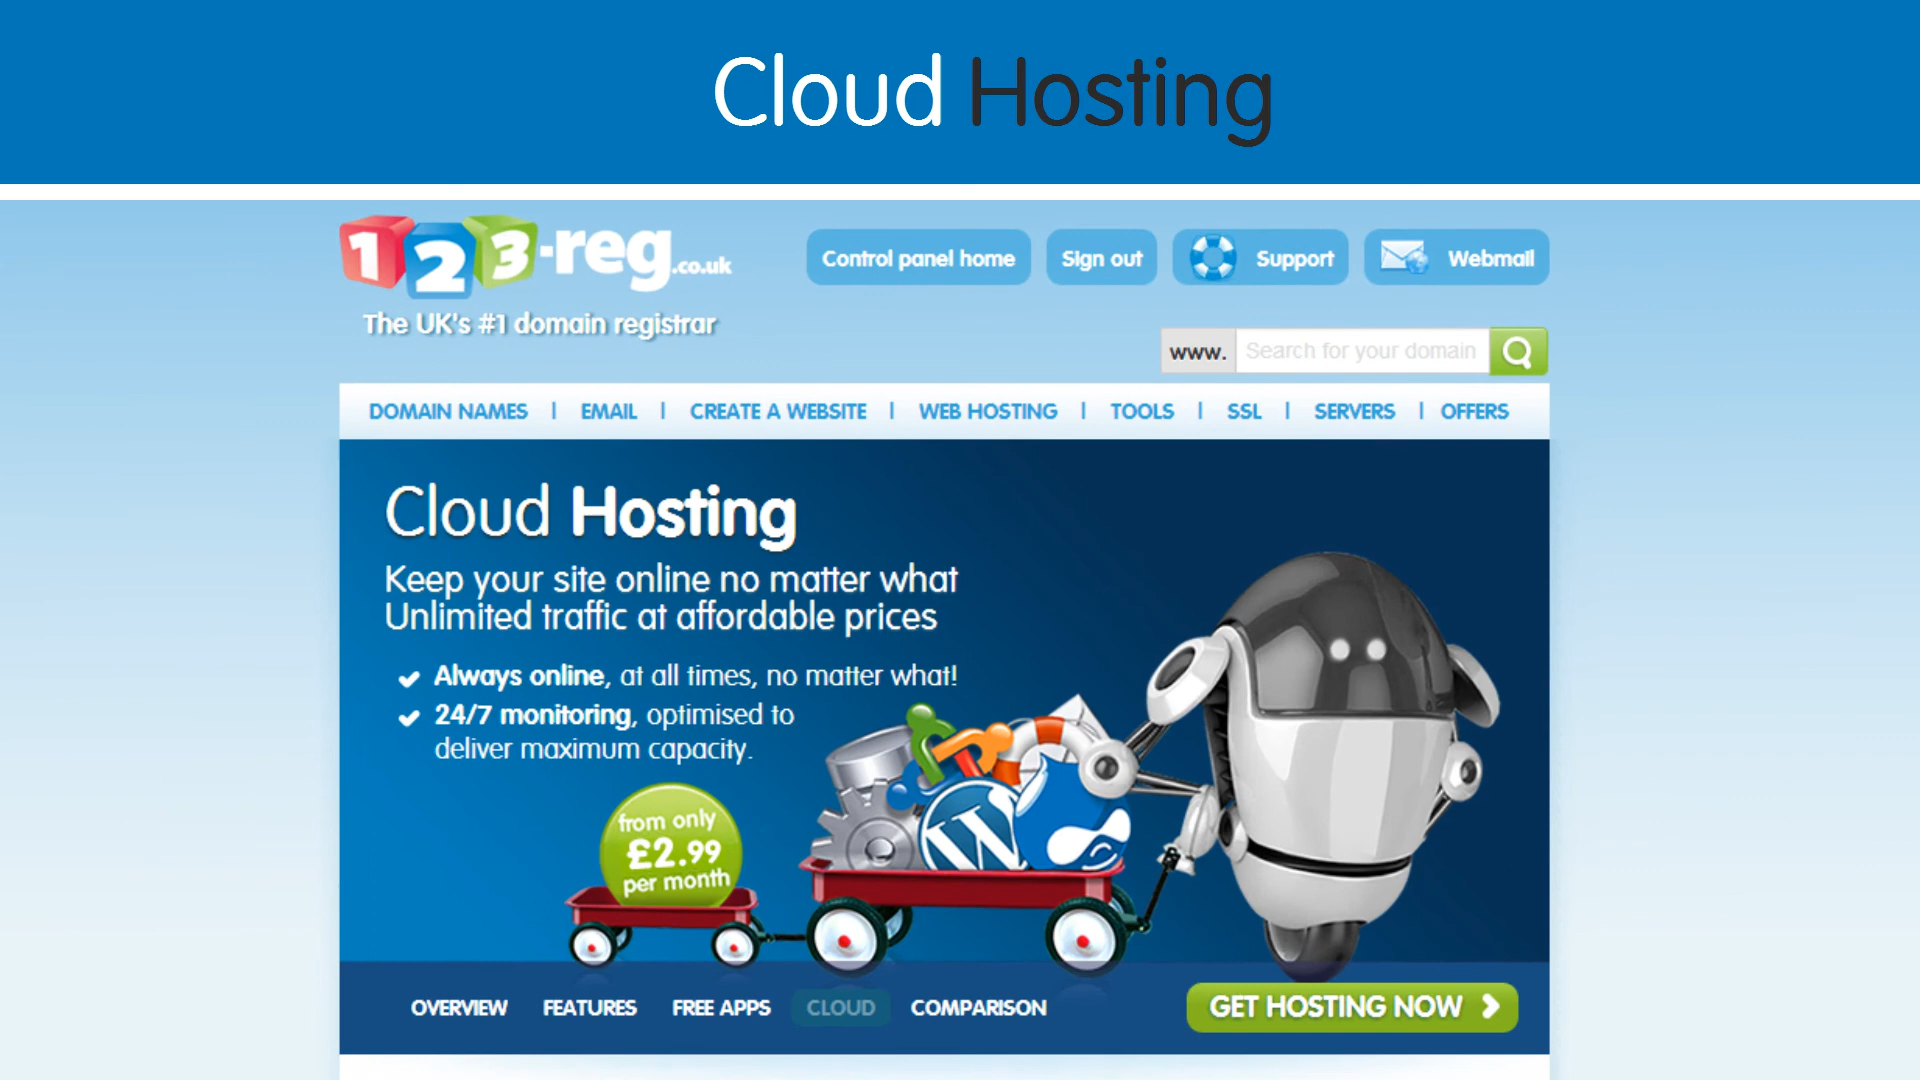 Cloud Hosting
123-reg.co.uk
The UK's #1 domain registrar
Control panel home
Sign out
Support
Webmail
www. Search for your domain
DOMAIN NAMES | EMAIL | CREATE A WEBSITE | WEB HOSTING | TOOLS | SSL | SERVERS | OFFERS
Cloud Hosting
Keep your site online no matter what
Unlimited traffic at affordable prices
Always online, at all times, no matter what!
24/7 monitoring, optimised to
deliver maximum capacity.
from only
£2.99
per month
W
OVERVIEW FEATURES FREE APPS CLOUD COMPARISON
GET HOSTING NOW